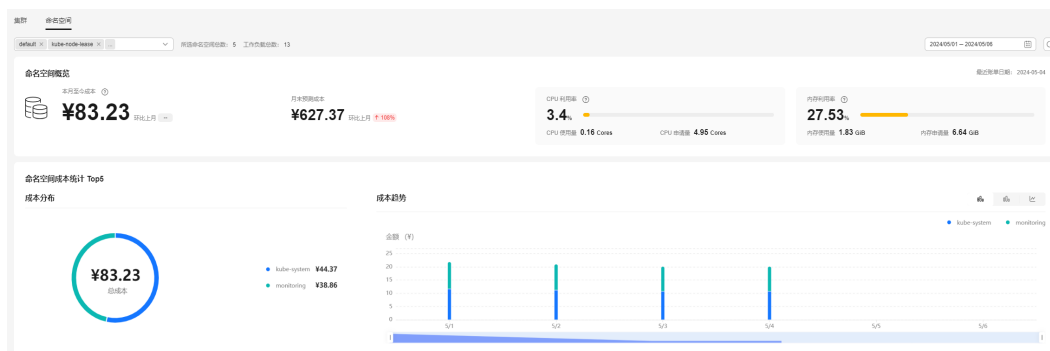 集群 命名空间
default × kube-node-lease × ... 所选命名空间总数: 5 工作负载总数: 13 2024/05/01 – 2024/05/06
命名空间概览 最近账单日期: 2024-05-04
本月至今成本
¥83.23 环比上月 --
月末预测成本
¥627.37 环比上月 ↑ 100%
CPU 利用率
3.4%
CPU 使用量 0.16 Cores CPU 申请量 4.95 Cores
内存利用率
27.53%
内存使用量 1.83 GiB 内存申请量 6.64 GiB
命名空间成本统计 Top5
成本分布
¥83.23
总成本
kube-system ¥44.37
monitoring ¥38.86
成本趋势
kube-system monitoring
金额 (¥)
25
20
15
10
5
0
5/1 5/2 5/3 5/4 5/5 5/6